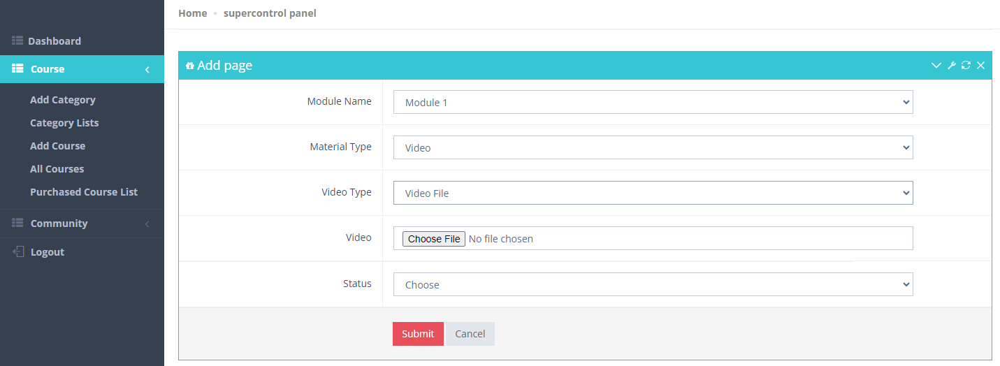 Home supercontrol panel
Dashboard
Course
Add Category
Category Lists
Add Course
All Courses
Purchased Course List
Community
Logout
Add page
Module Name Module 1
Material Type Video
Video Type Video File
Video Choose File No file chosen
Status Choose
Submit Cancel